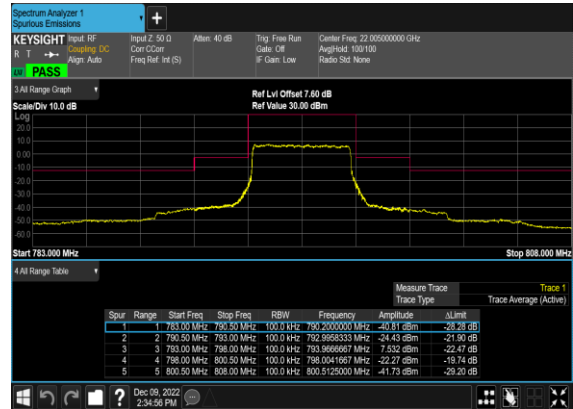 Spectrum Analyzer 1
Spurious Emissions
+
KEYSIGHT Input: RF Input Z: 50 Ω Atten: 40 dB Trig: Free Run Center Freq: 22.005000000 GHz
R T Coupling: DC Corr CCorr Gate: Off Avg|Hold: 100/100
Align: Auto Freq Ref: Int (S) IF Gain: Low Radio Std: None
LW PASS
3 All Range Graph Ref Lvl Offset 7.60 dB
Scale/Div 10.0 dB Ref Value 30.00 dBm
Log
20.0
10.0
0.00
-10.0
-20.0
-30.0
-40.0
-50.0
-60.0
Start 783.000 MHz Stop 808.000 MHz
4 All Range Table
Measure Trace Trace 1
Trace Type Trace Average (Active)
Spur Range Start Freq Stop Freq RBW Frequency Amplitude ΔLimit
1 1 783.00 MHz 790.50 MHz 100.0 kHz 790.2000000 MHz -40.81 dBm -28.28 dB
2 2 790.50 MHz 793.00 MHz 100.0 kHz 792.9958333 MHz -24.43 dBm -21.90 dB
3 3 793.00 MHz 798.00 MHz 100.0 kHz 793.9666667 MHz 7.532 dBm -22.47 dB
4 4 798.00 MHz 800.50 MHz 100.0 kHz 798.0041667 MHz -22.27 dBm -19.74 dB
5 5 800.50 MHz 808.00 MHz 100.0 kHz 800.5125000 MHz -41.73 dBm -29.20 dB
? Dec 09, 2022
2:34:56 PM